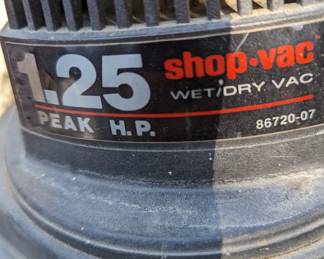 1.25
PEAK H.P.
shop·vac
WET/DRY VAC
86720-07